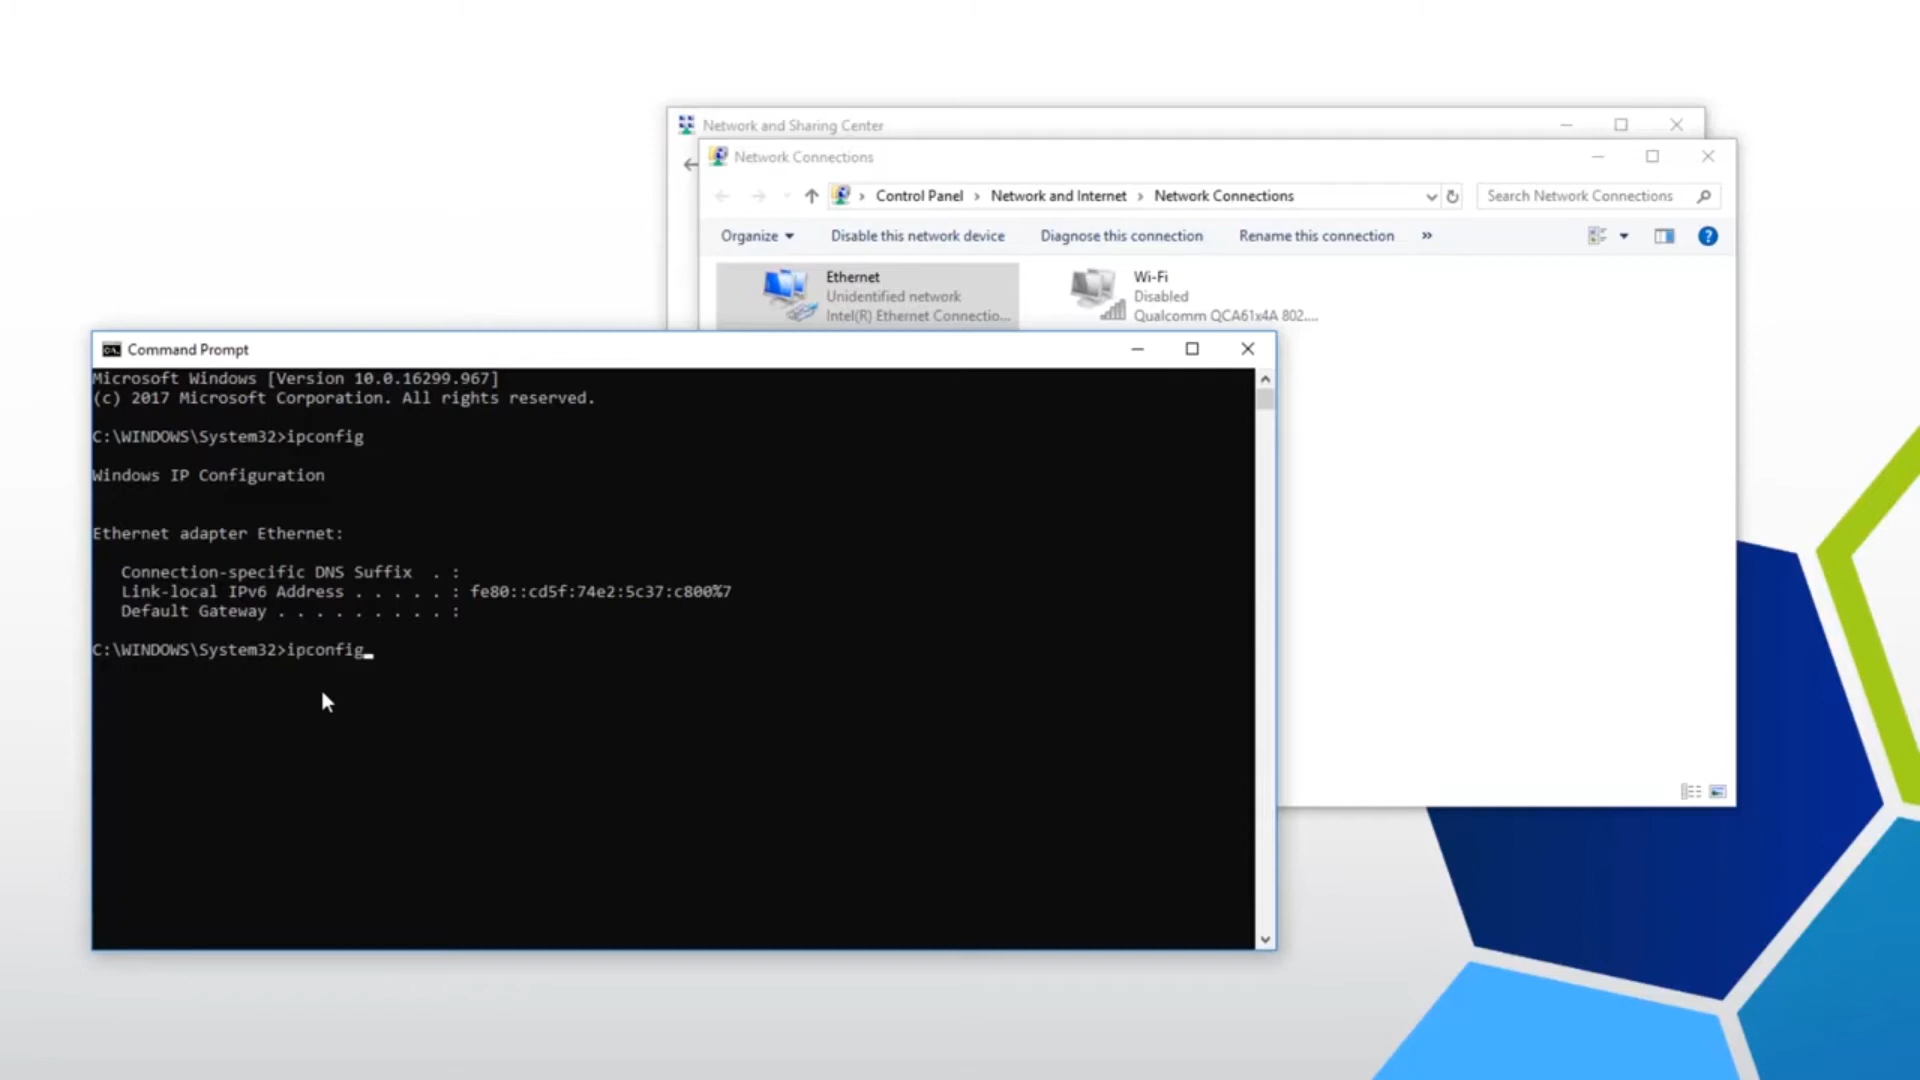 Network and Sharing Center
Network Connections
Control Panel > Network and Internet > Network Connections
Search Network Connections
Organize
Disable this network device
Diagnose this connection
Rename this connection
»
?
Ethernet
Unidentified network
Intel(R) Ethernet Connectio...
Wi-Fi
Disabled
Qualcomm QCA61x4A 802....
Command Prompt
Microsoft Windows [Version 10.0.16299.967]
(c) 2017 Microsoft Corporation. All rights reserved.
C:\WINDOWS\System32>ipconfig
Windows IP Configuration
Ethernet adapter Ethernet:
Connection-specific DNS Suffix  . :
Link-local IPv6 Address . . . . . : fe80::cd5f:74e2:5c37:c800%7
Default Gateway . . . . . . . . . :
C:\WINDOWS\System32>ipconfig_